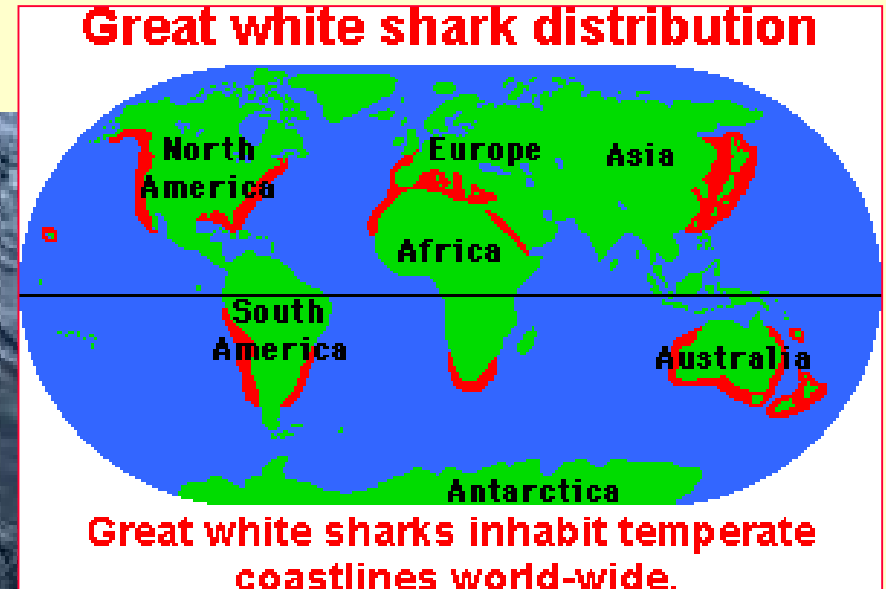 Great white shark distribution
North
America
Europe
Asia
Africa
South
America
Australia
Antarctica
Great white sharks inhabit temperate
coastlines world-wide.